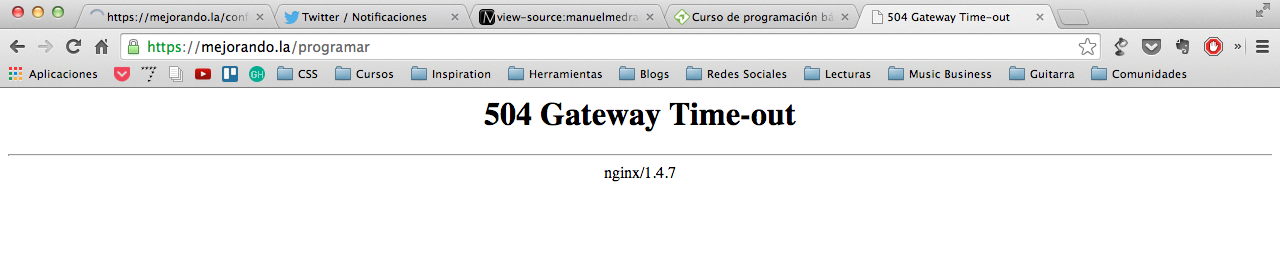 https://mejorando.la/conf
Twitter / Notificaciones
view-source:manuelmedra
Curso de programación bá
504 Gateway Time-out
https://mejorando.la/programar
Aplicaciones
GH
CSS
Cursos
Inspiration
Herramientas
Blogs
Redes Sociales
Lecturas
Music Business
Guitarra
Comunidades
504 Gateway Time-out
nginx/1.4.7